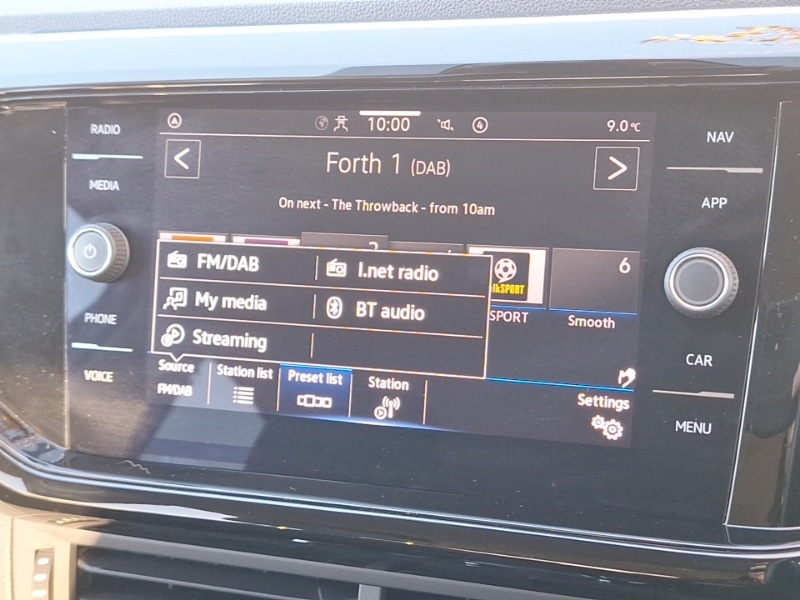 RADIO
MEDIA
PHONE
VOICE
10:00
4
9.0°C
Forth 1 (DAB)
On next - The Throwback - from 10am
FM/DAB
I.net radio
My media
BT audio
Streaming
lkSPORT
SPORT
6
Smooth
Source
FM/DAB
Station list
Preset list
Station
Settings
NAV
APP
CAR
MENU